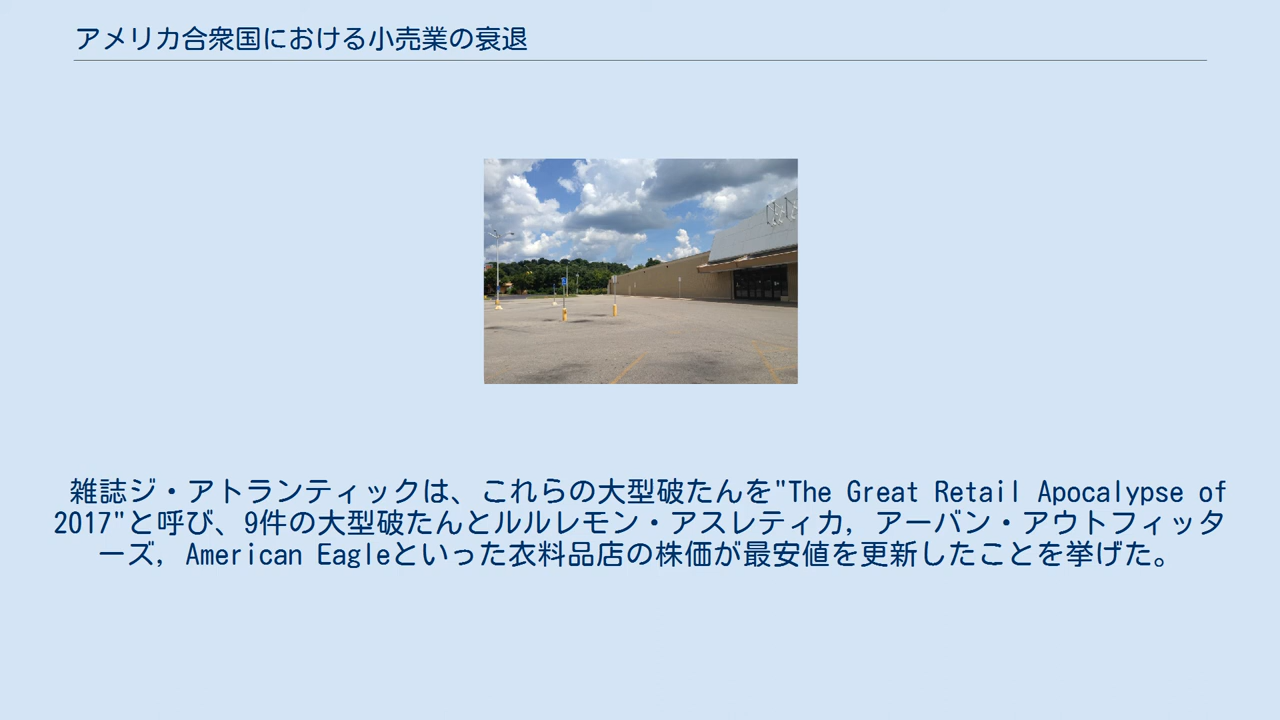 アメリカ合衆国における小売業の衰退
雑誌ジ・アトランティックは、これらの大型破たんを"The Great Retail Apocalypse of
2017"と呼び、9件の大型破たんとルルレモン・アスレティカ, アーバン・アウトフィッタ
ーズ, American Eagleといった衣料品店の株価が最安値を更新したことを挙げた。